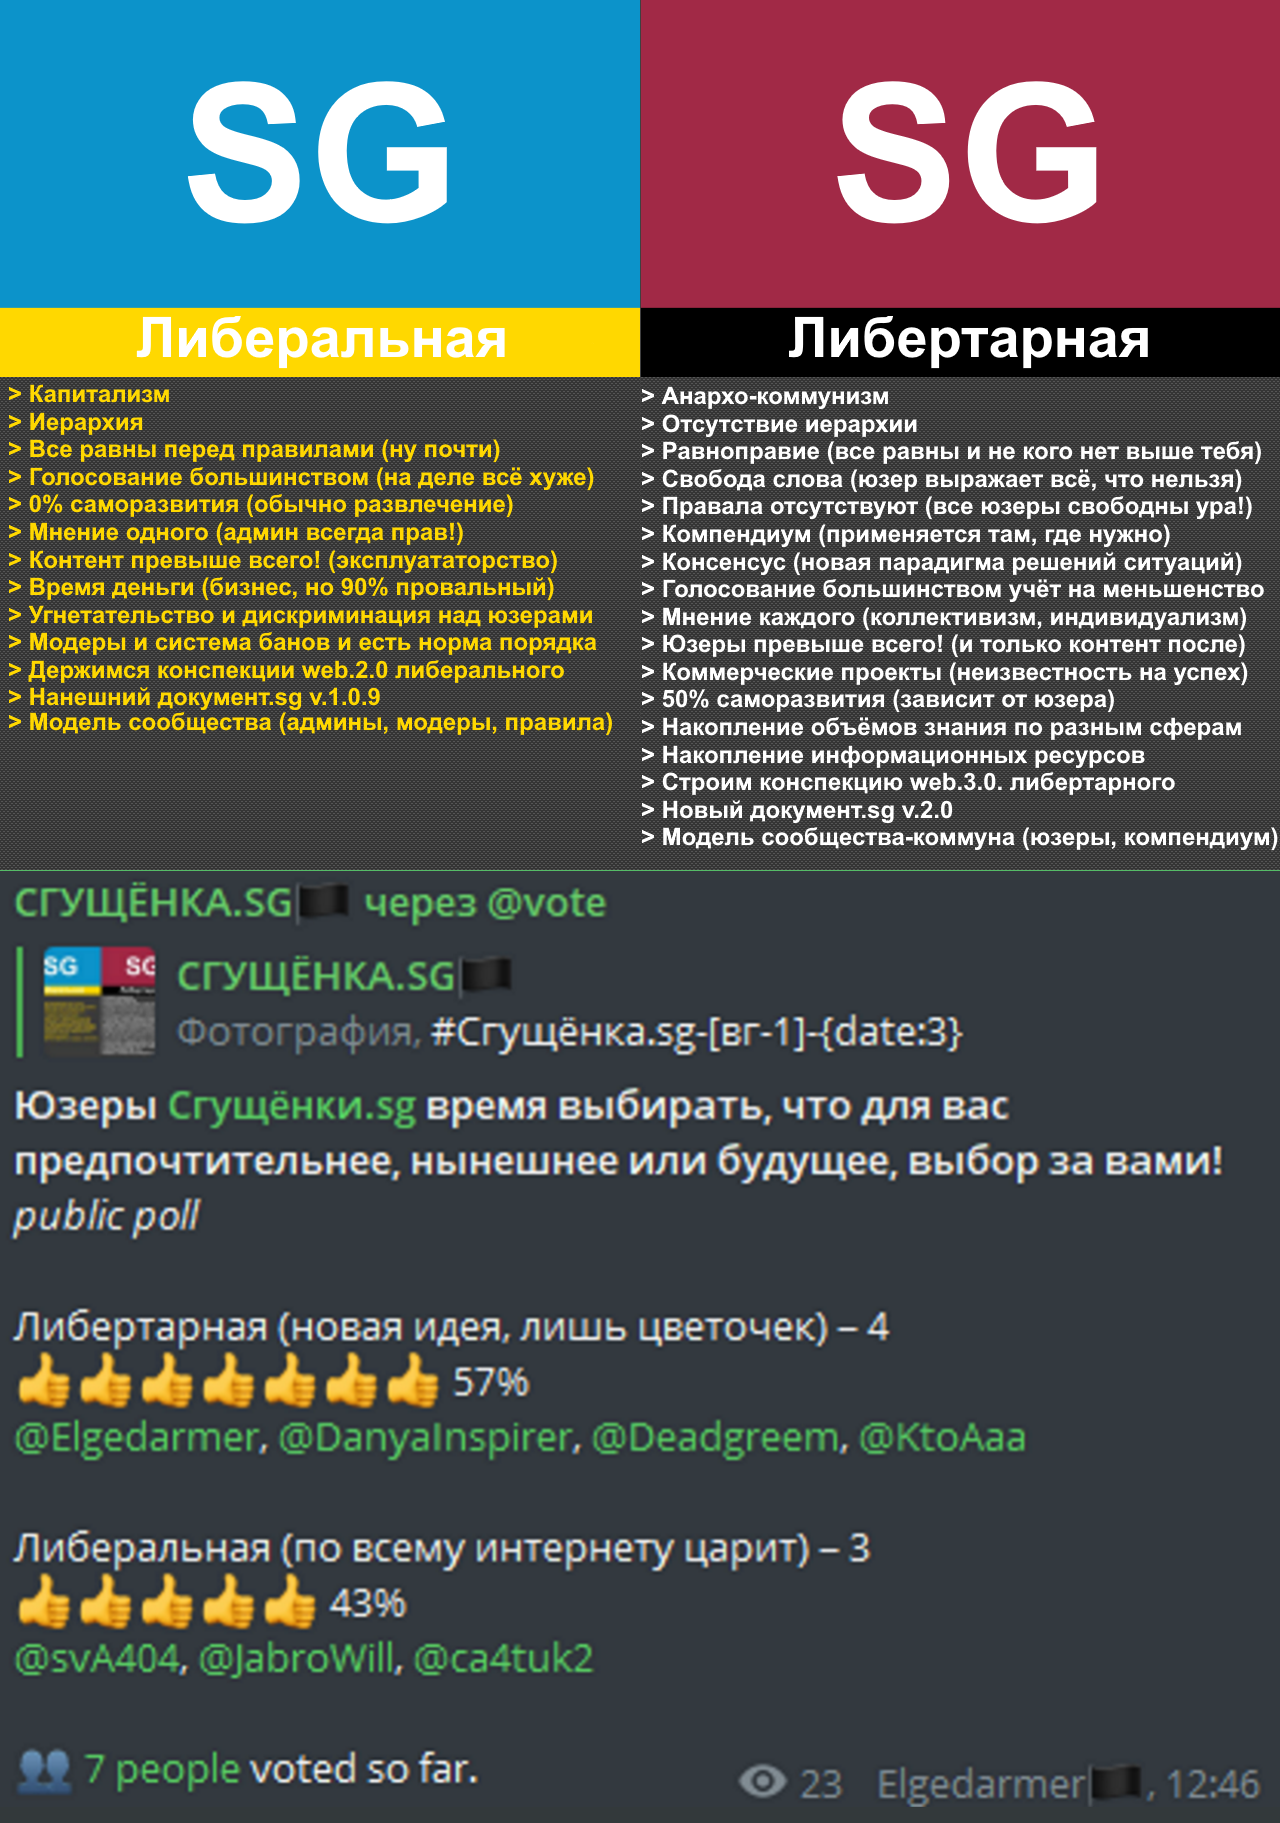 SG
Либеральная
> Капитализм
> Иерархия
> Все равны перед правилами (ну почти)
> Голосование большинством (на деле всё хуже)
> 0% саморазвития (обычно развлечение)
> Мнение одного (админ всегда прав!)
> Контент превыше всего! (эксплуататорство)
> Время деньги (бизнес, но 90% провальный)
> Угнетательство и дискриминация над юзерами
> Модеры и система банов и есть норма порядка
> Держимся конспекции web.2.0 либерального
> Нанешний документ.sg v.1.0.9
> Модель сообщества (админы, модеры, правила)
SG
Либертарная
> Анархо-коммунизм
> Отсутствие иерархии
> Равноправие (все равны и не кого нет выше тебя)
> Свобода слова (юзер выражает всё, что нельзя)
> Правала отсутствуют (все юзеры свободны ура!)
> Компендиум (применяется там, где нужно)
> Консенсус (новая парадигма решений ситуаций)
> Голосование большинством учёт на меньшенство
> Мнение каждого (коллективизм, индивидуализм)
> Юзеры превыше всего! (и только контент после)
> Коммерческие проекты (неизвестность на успех)
> 50% саморазвития (зависит от юзера)
> Накопление объёмов знания по разным сферам
> Накопление информационных ресурсов
> Строим конспекцию web.3.0. либертарного
> Новый документ.sg v.2.0
> Модель сообщества-коммуна (юзеры, компендиум)
СГУЩЁНКА.SG🏴 через @vote
SG SG
СГУЩЁНКА.SG🏴
Фотография, #Сгущёнка.sg-[вг-1]-{date:3}
Юзеры Сгущёнки.sg время выбирать, что для вас
предпочтительнее, нынешнее или будущее, выбор за вами!
public poll
Либертарная (новая идея, лишь цветочек) – 4
👍👍👍👍👍👍👍 57%
@Elgedarmer, @DanyaInspirer, @Deadgreem, @KtoAaa
Либеральная (по всему интернету царит) – 3
👍👍👍👍👍 43%
@svA404, @JabroWill, @ca4tuk2
👥 7 people voted so far.
23 Elgedarmer🏴, 12:46